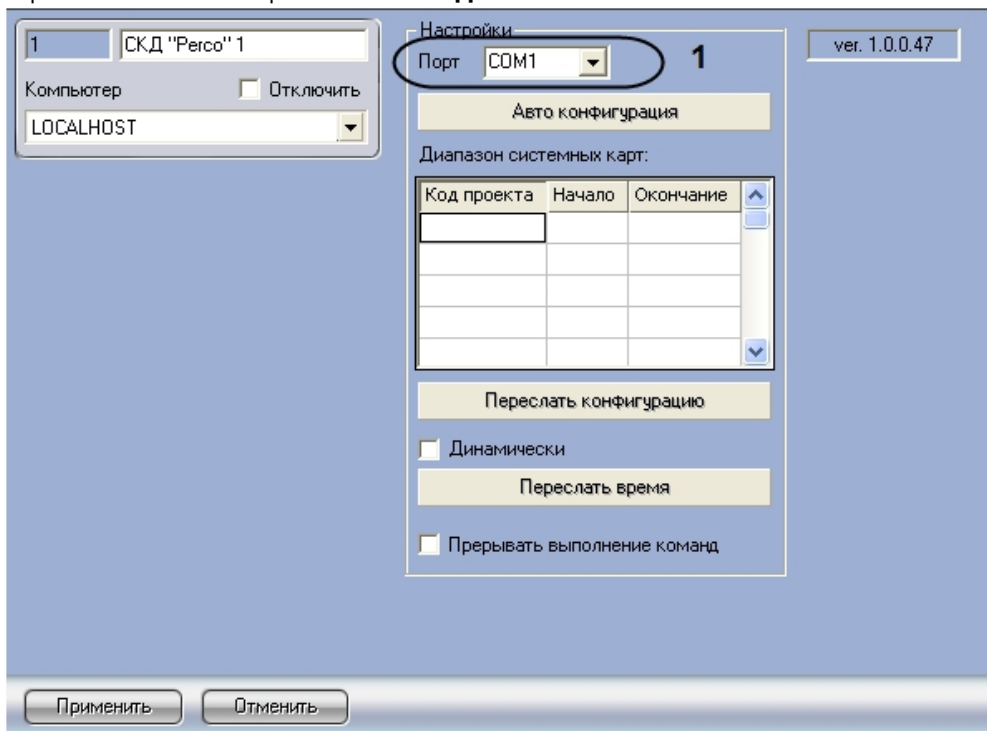 1
СКД "Perco" 1
Компьютер
Отключить
LOCALHOST
Настройки
Порт
COM1
1
ver. 1.0.0.47
Авто конфигурация
Диапазон системных карт:
Код проекта Начало Окончание
Переслать конфигурацию
Динамически
Переслать время
Прерывать выполнение команд
Применить
Отменить